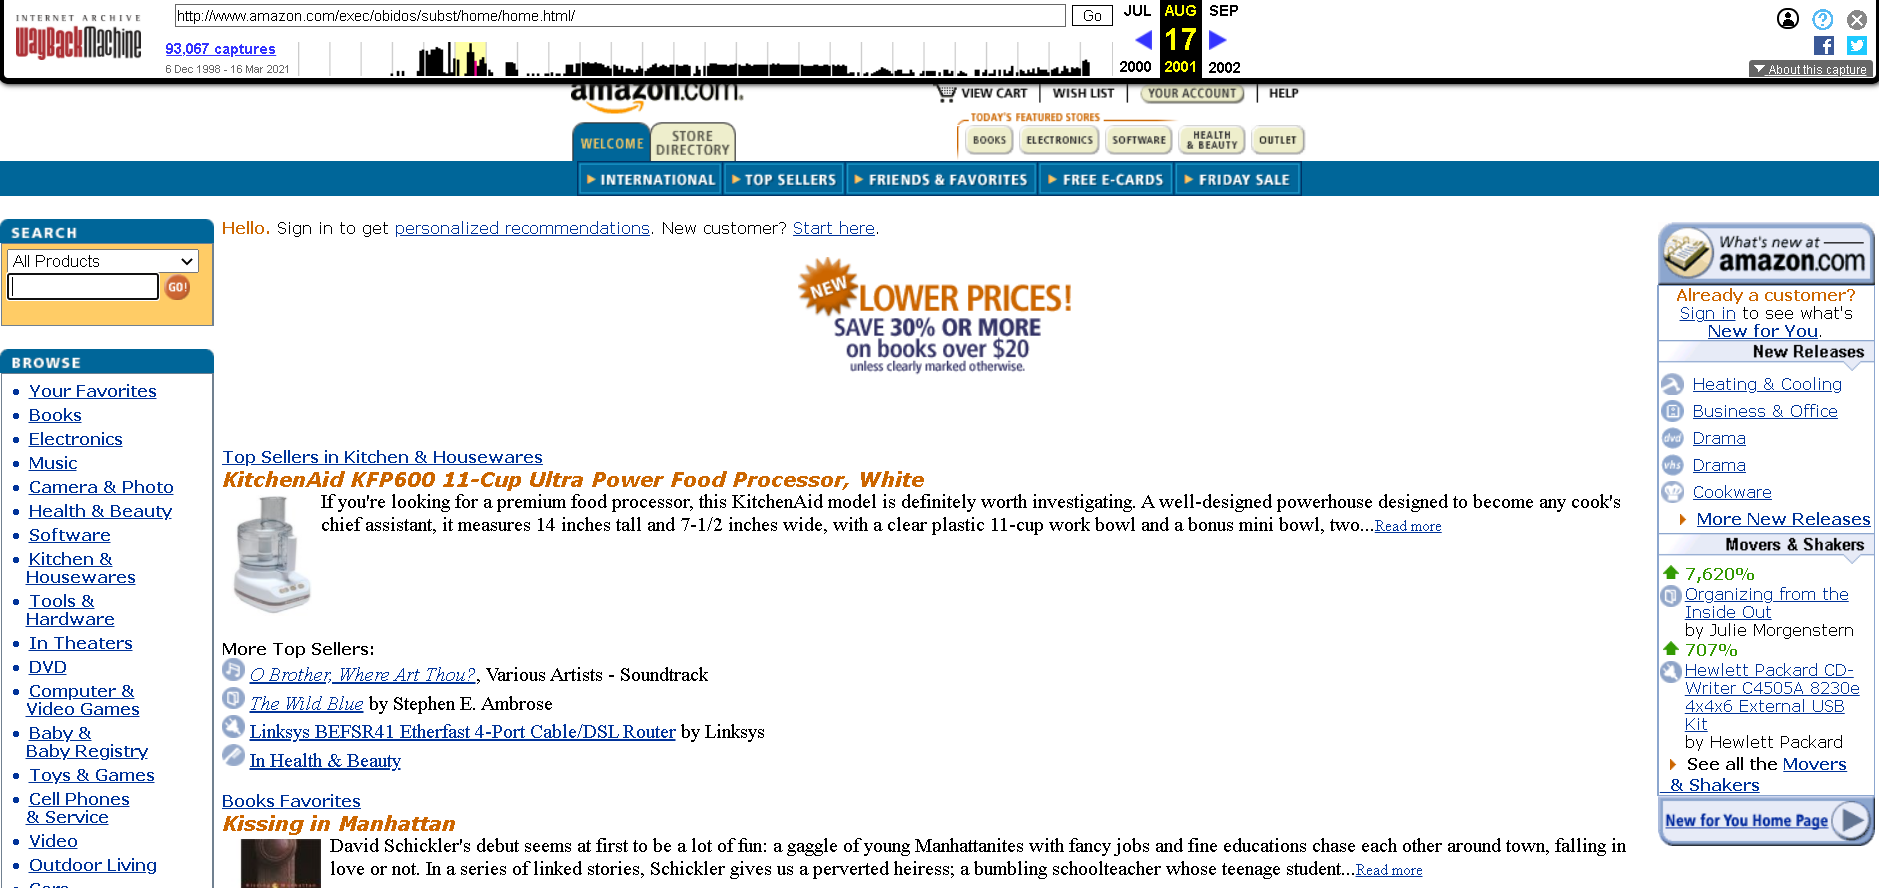 INTERNET ARCHIVE
WayBackMachine
http://www.amazon.com/exec/obidos/subst/home/home.html/
Go
93,067 captures
6 Dec 1998 - 16 Mar 2021
JUL AUG SEP
17
2000 2001 2002
About this capture
amazon.com.
VIEW CART
WISH LIST
YOUR ACCOUNT
HELP
WELCOME
STORE
DIRECTORY
TODAY'S FEATURED STORES
BOOKS
ELECTRONICS
SOFTWARE
HEALTH
& BEAUTY
OUTLET
INTERNATIONAL
TOP SELLERS
FRIENDS & FAVORITES
FREE E-CARDS
FRIDAY SALE
SEARCH
All Products
GO!
BROWSE
• Your Favorites
• Books
• Electronics
• Music
• Camera & Photo
• Health & Beauty
• Software
• Kitchen &
Housewares
• Tools &
Hardware
• In Theaters
• DVD
• Computer &
Video Games
• Baby &
Baby Registry
• Toys & Games
• Cell Phones
& Service
• Video
• Outdoor Living
• Cars
Hello. Sign in to get personalized recommendations. New customer? Start here.
NEW
LOWER PRICES!
SAVE 30% OR MORE
on books over $20
unless clearly marked otherwise.
Top Sellers in Kitchen & Housewares
KitchenAid KFP600 11-Cup Ultra Power Food Processor, White
If you're looking for a premium food processor, this KitchenAid model is definitely worth investigating. A well-designed powerhouse designed to become any cook's
chief assistant, it measures 14 inches tall and 7-1/2 inches wide, with a clear plastic 11-cup work bowl and a bonus mini bowl, two...Read more
More Top Sellers:
O Brother, Where Art Thou?, Various Artists - Soundtrack
The Wild Blue by Stephen E. Ambrose
Linksys BEFSR41 Etherfast 4-Port Cable/DSL Router by Linksys
In Health & Beauty
Books Favorites
Kissing in Manhattan
David Schickler's debut seems at first to be a lot of fun: a gaggle of young Manhattanites with fancy jobs and fine educations chase each other around town, falling in
love or not. In a series of linked stories, Schickler gives us a perverted heiress; a bumbling schoolteacher whose teenage student...Read more
Kissing in Manhattan
What's new at
amazon.com
Already a customer?
Sign in to see what's
New for You.
New Releases
Heating & Cooling
Business & Office
dvd Drama
vhs Drama
Cookware
More New Releases
Movers & Shakers
7,620%
Organizing from the
Inside Out
by Julie Morgenstern
707%
Hewlett Packard CD-
Writer C4505A 8230e
4x4x6 External USB
Kit
by Hewlett Packard
See all the Movers
& Shakers
New for You Home Page